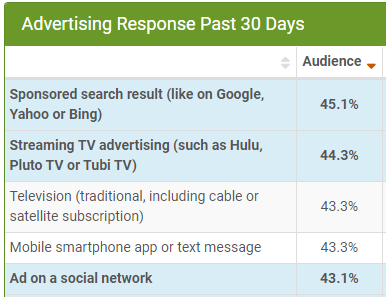 Advertising Response Past 30 Days
Audience
Sponsored search result (like on Google,
Yahoo or Bing)
45.1%
Streaming TV advertising (such as Hulu,
Pluto TV or Tubi TV)
44.3%
Television (traditional, including cable or
satellite subscription)
43.3%
Mobile smartphone app or text message
43.3%
Ad on a social network
43.1%